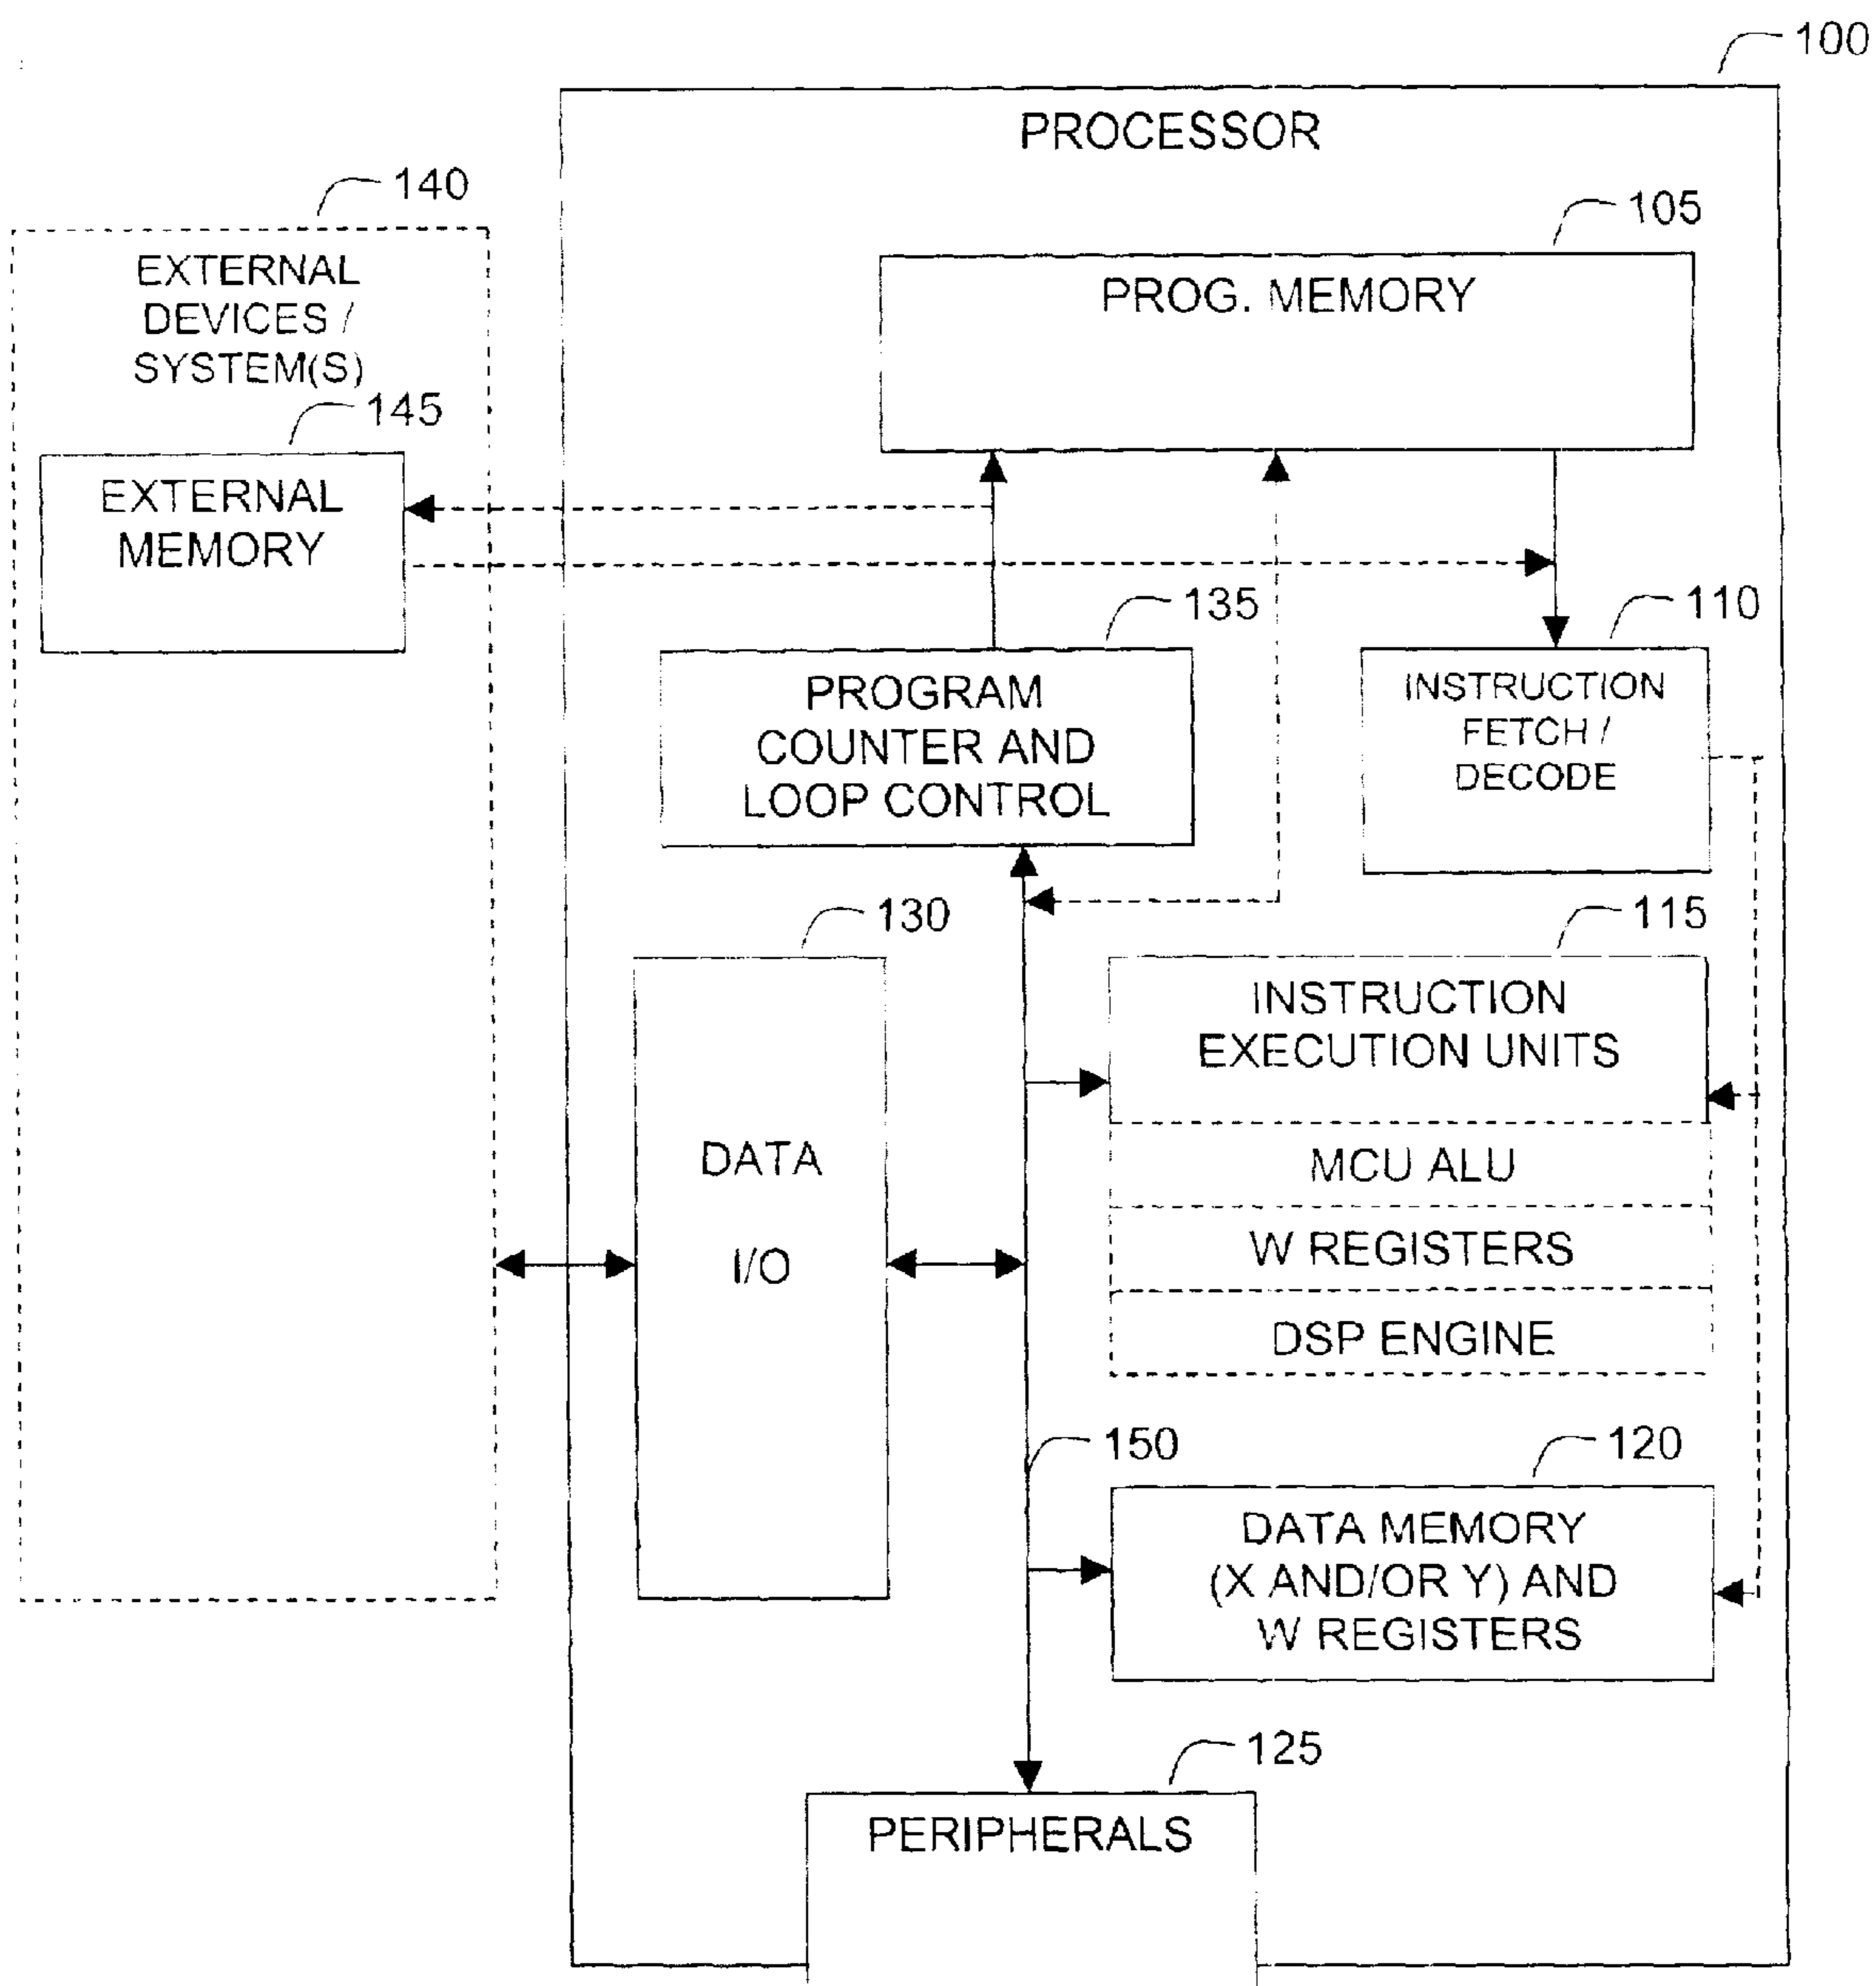 100
PROCESSOR
140
105
EXTERNAL
DEVICES /
SYSTEM(S)
PROG. MEMORY
145
EXTERNAL
MEMORY
135
110
PROGRAM
COUNTER AND
LOOP CONTROL
INSTRUCTION
FETCH /
DECODE
130
115
DATA
I/O
INSTRUCTION
EXECUTION UNITS
MCU ALU
W REGISTERS
DSP ENGINE
150
120
DATA MEMORY
(X AND/OR Y) AND
W REGISTERS
125
PERIPHERALS